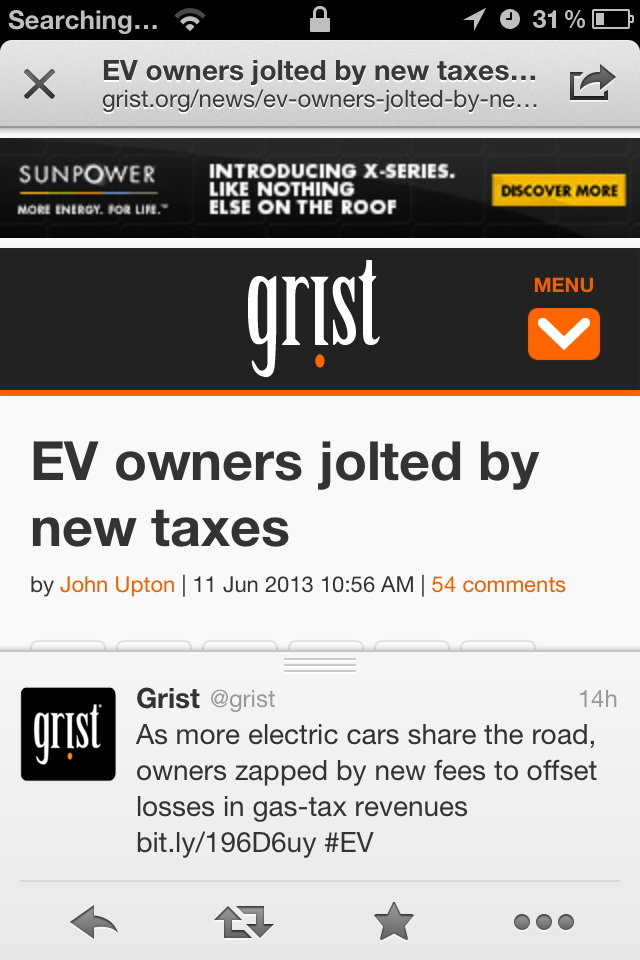 Searching... 31 %
EV owners jolted by new taxes...
grist.org/news/ev-owners-jolted-by-ne...
SUNPOWER
MORE ENERGY. FOR LIFE.™
INTRODUCING X-SERIES.
LIKE NOTHING
ELSE ON THE ROOF
DISCOVER MORE
grist
MENU
EV owners jolted by
new taxes
by John Upton | 11 Jun 2013 10:56 AM | 54 comments
grist
Grist @grist 14h
As more electric cars share the road,
owners zapped by new fees to offset
losses in gas-tax revenues
bit.ly/196D6uy #EV